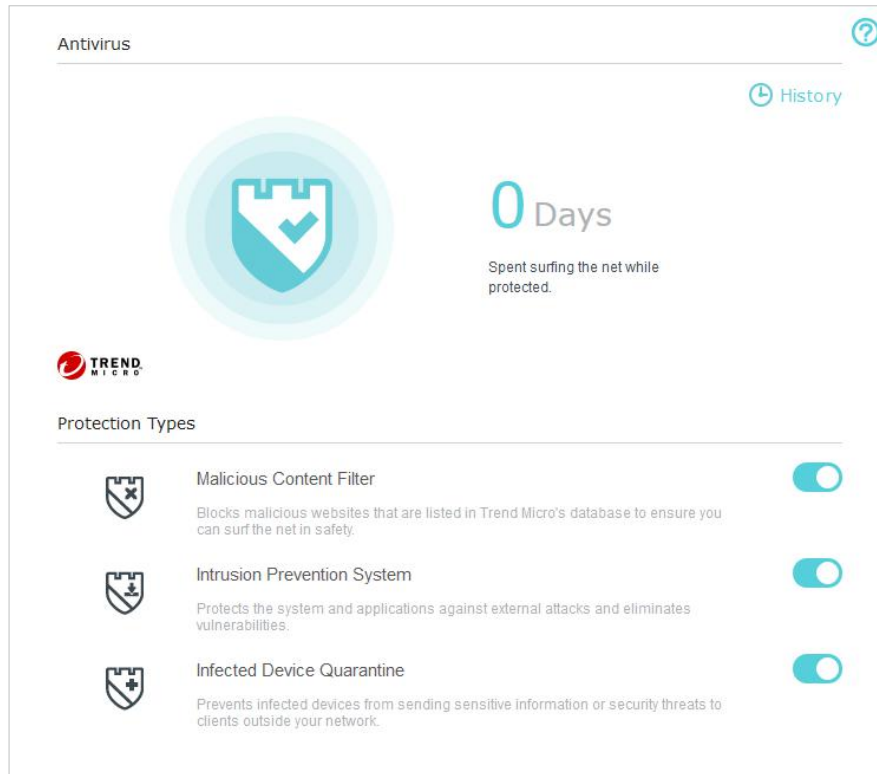 Antivirus
?
History
0 Days
Spent surfing the net while
protected.
TREND
MICRO
Protection Types
Malicious Content Filter
Blocks malicious websites that are listed in Trend Micro's database to ensure you
can surf the net in safety.
Intrusion Prevention System
Protects the system and applications against external attacks and eliminates
vulnerabilities.
Infected Device Quarantine
Prevents infected devices from sending sensitive information or security threats to
clients outside your network.